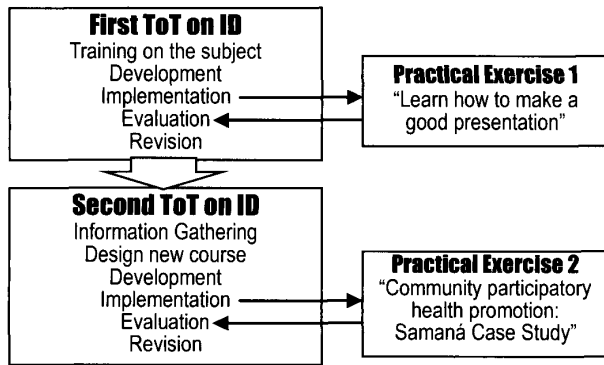 First ToT on ID
Training on the subject
Development
Implementation
Evaluation
Revision
Practical Exercise 1
“Learn how to make a
good presentation”
Second ToT on ID
Information Gathering
Design new course
Development
Implementation
Evaluation
Revision
Practical Exercise 2
“Community participatory
health promotion:
Samaná Case Study”